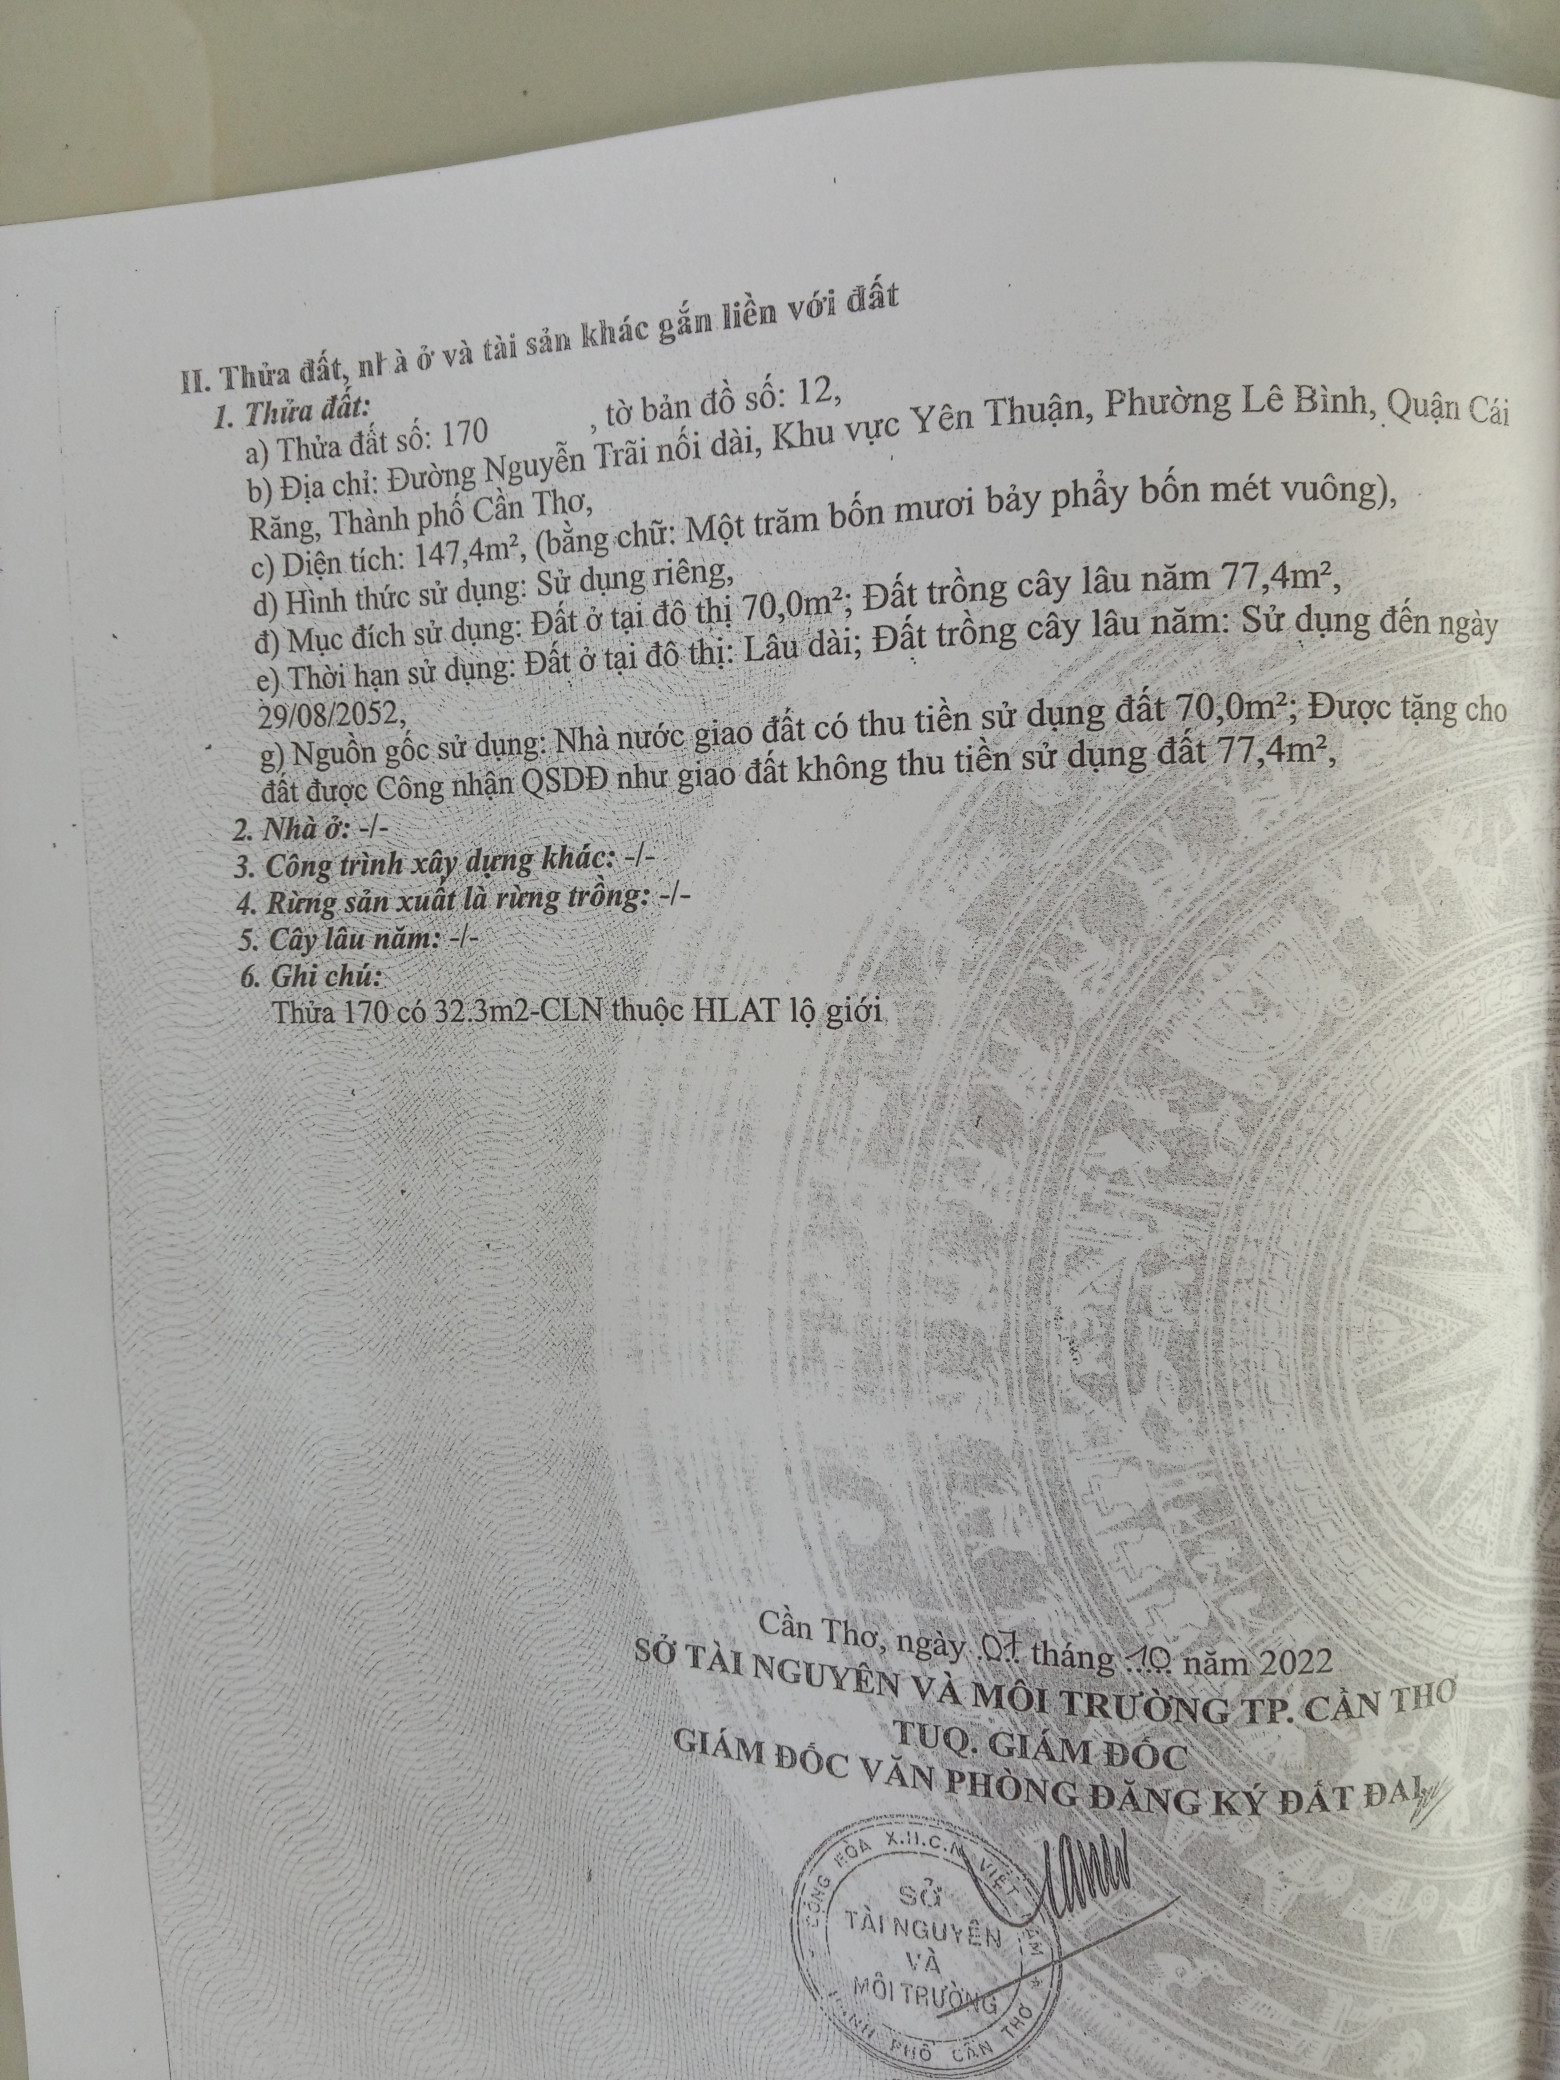 II. Thửa đất, nhà ở và tài sản khác gắn liền với đất
1. Thửa đất:
a) Thửa đất số: 170 , tờ bản đồ số: 12,
b) Địa chỉ: Đường Nguyễn Trãi nối dài, Khu vực Yên Thuận, Phường Lê Bình, Quận Cái
Răng, Thành phố Cần Thơ,
c) Diện tích: 147,4m², (bằng chữ: Một trăm bốn mươi bảy phẩy bốn mét vuông),
d) Hình thức sử dụng: Sử dụng riêng,
đ) Mục đích sử dụng: Đất ở tại đô thị 70,0m²; Đất trồng cây lâu năm 77,4m²,
e) Thời hạn sử dụng: Đất ở tại đô thị: Lâu dài; Đất trồng cây lâu năm: Sử dụng đến ngày
29/08/2052,
g) Nguồn gốc sử dụng: Nhà nước giao đất có thu tiền sử dụng đất 70,0m²; Được tặng cho
đất được Công nhận QSDĐ như giao đất không thu tiền sử dụng đất 77,4m²,
2. Nhà ở: -/-
3. Công trình xây dựng khác: -/-
4. Rừng sản xuất là rừng trồng: -/-
5. Cây lâu năm: -/-
6. Ghi chú:
Thửa 170 có 32.3m2-CLN thuộc HLAT lộ giới
Cần Thơ, ngày 07 tháng 10 năm 2022
SỞ TÀI NGUYÊN VÀ MÔI TRƯỜNG TP. CẦN THƠ
TUQ. GIÁM ĐỐC
GIÁM ĐỐC VĂN PHÒNG ĐĂNG KÝ ĐẤT ĐAI
CỘNG HÒA X.H.C.N VIỆT NAM
SỞ
TÀI NGUYÊN
VÀ
MÔI TRƯỜNG
THÀNH PHỐ CẦN THƠ